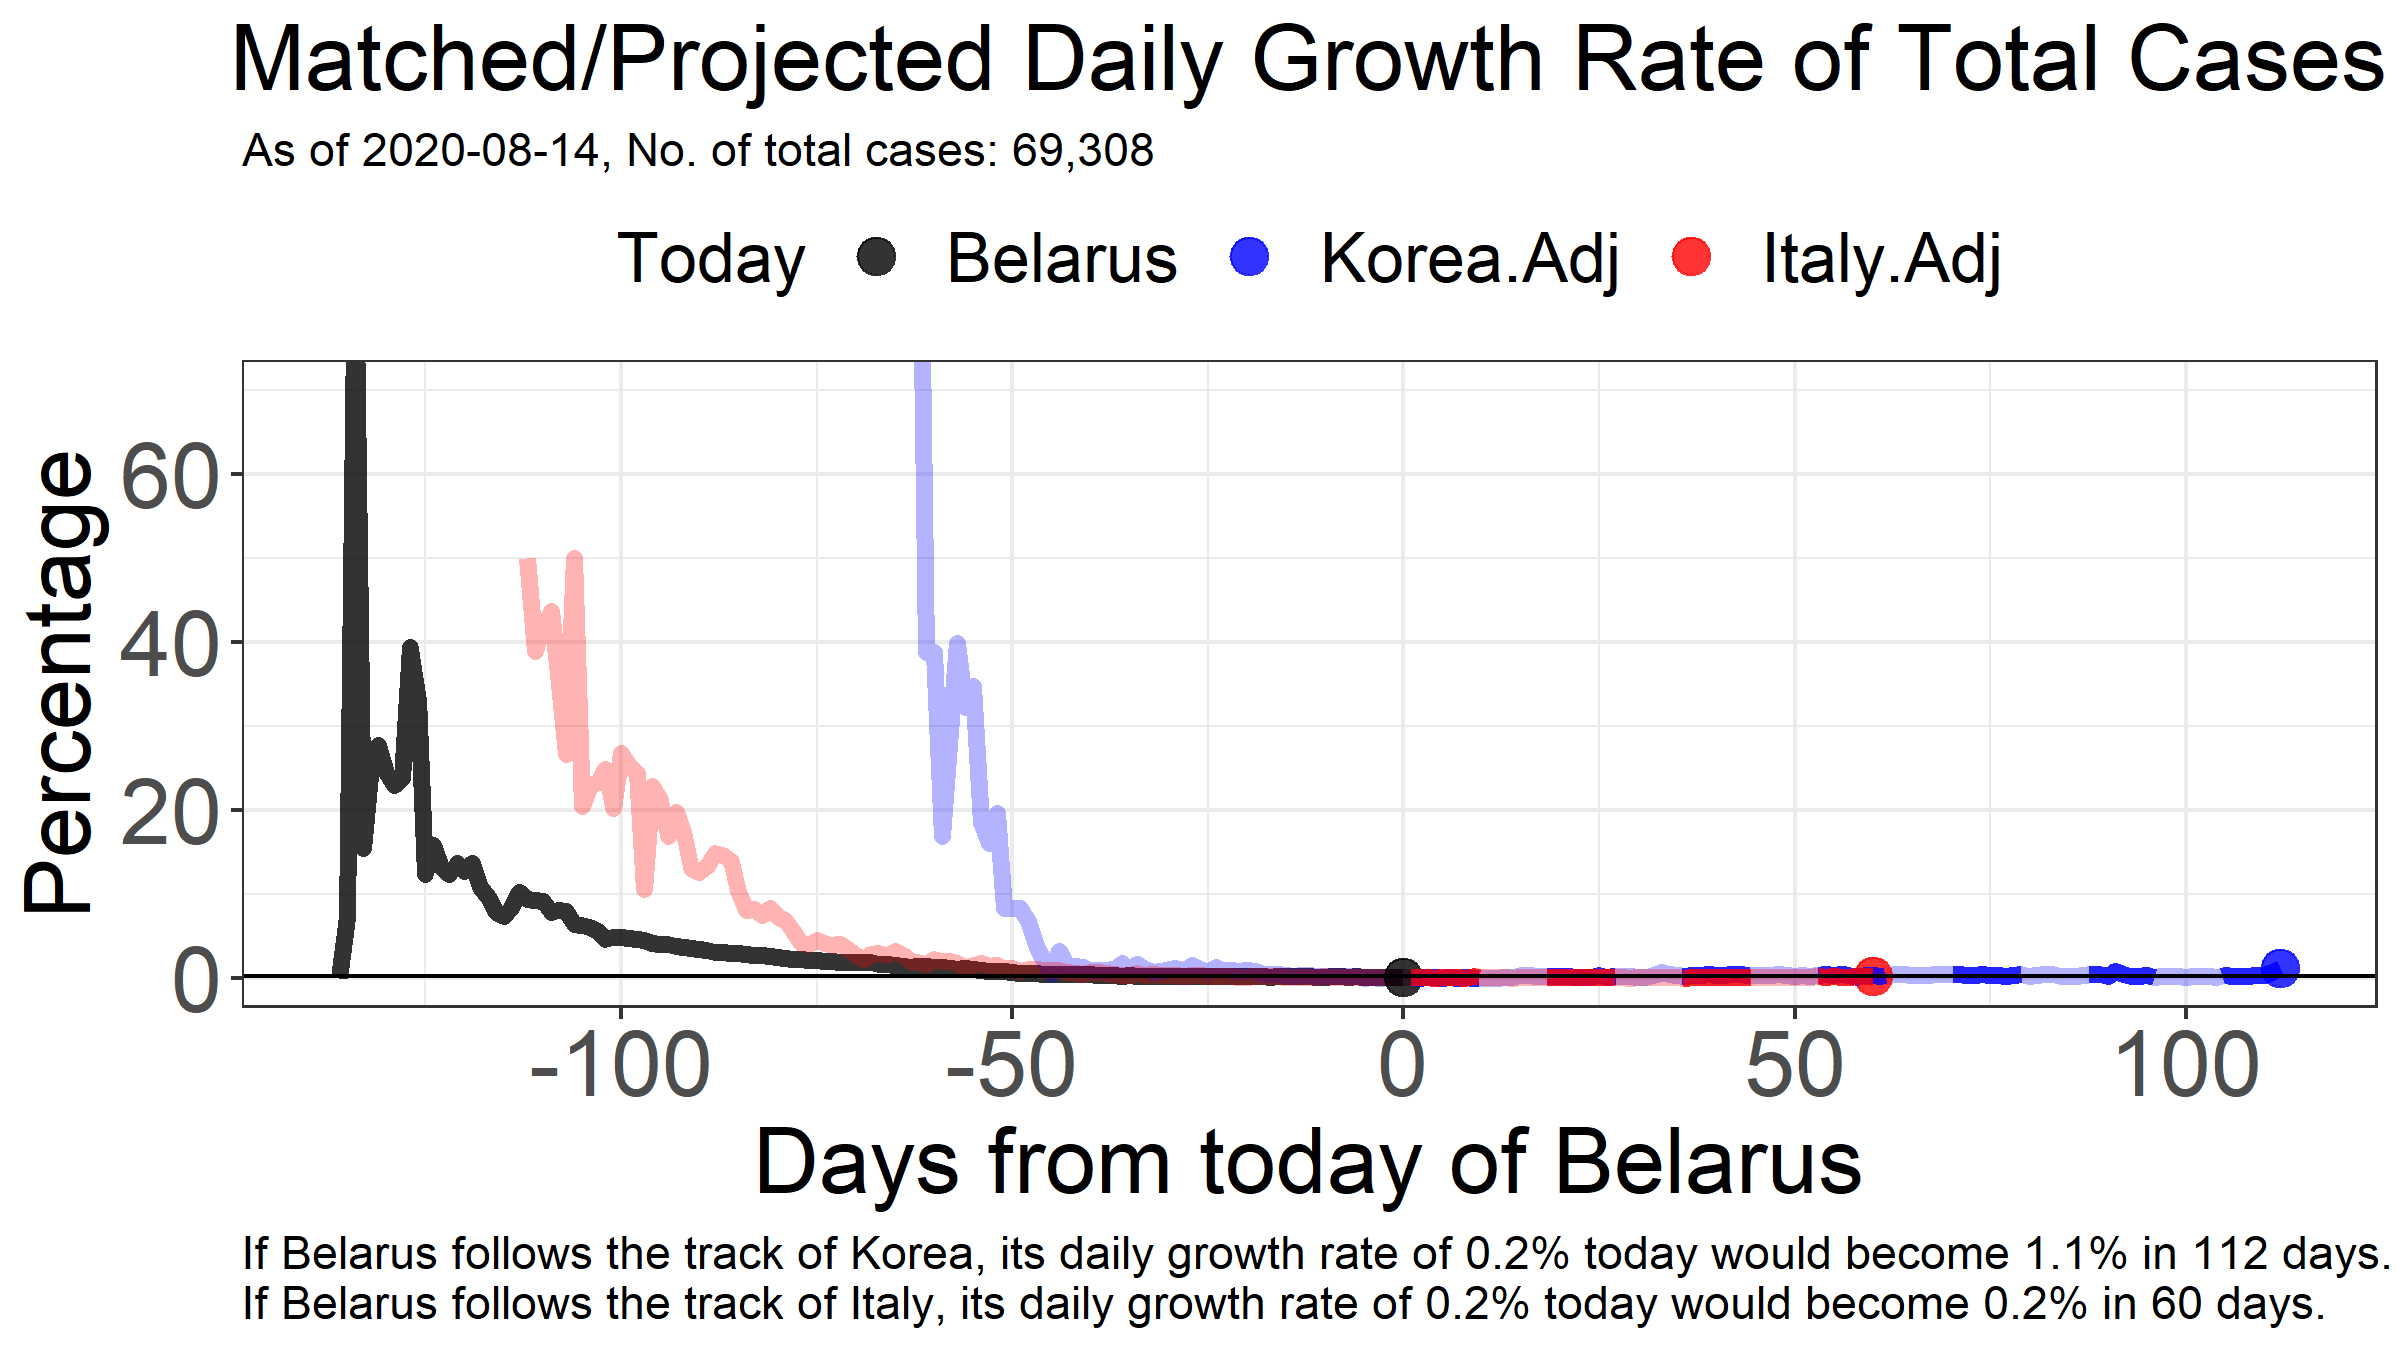 Matched/Projected Daily Growth Rate of Total Cases
As of 2020-08-14, No. of total cases: 69,308
Today Belarus Korea.Adj Italy.Adj
Percentage
60
40
20
0
-100 -50 0 50 100
Days from today of Belarus
If Belarus follows the track of Korea, its daily growth rate of 0.2% today would become 1.1% in 112 days.
If Belarus follows the track of Italy, its daily growth rate of 0.2% today would become 0.2% in 60 days.